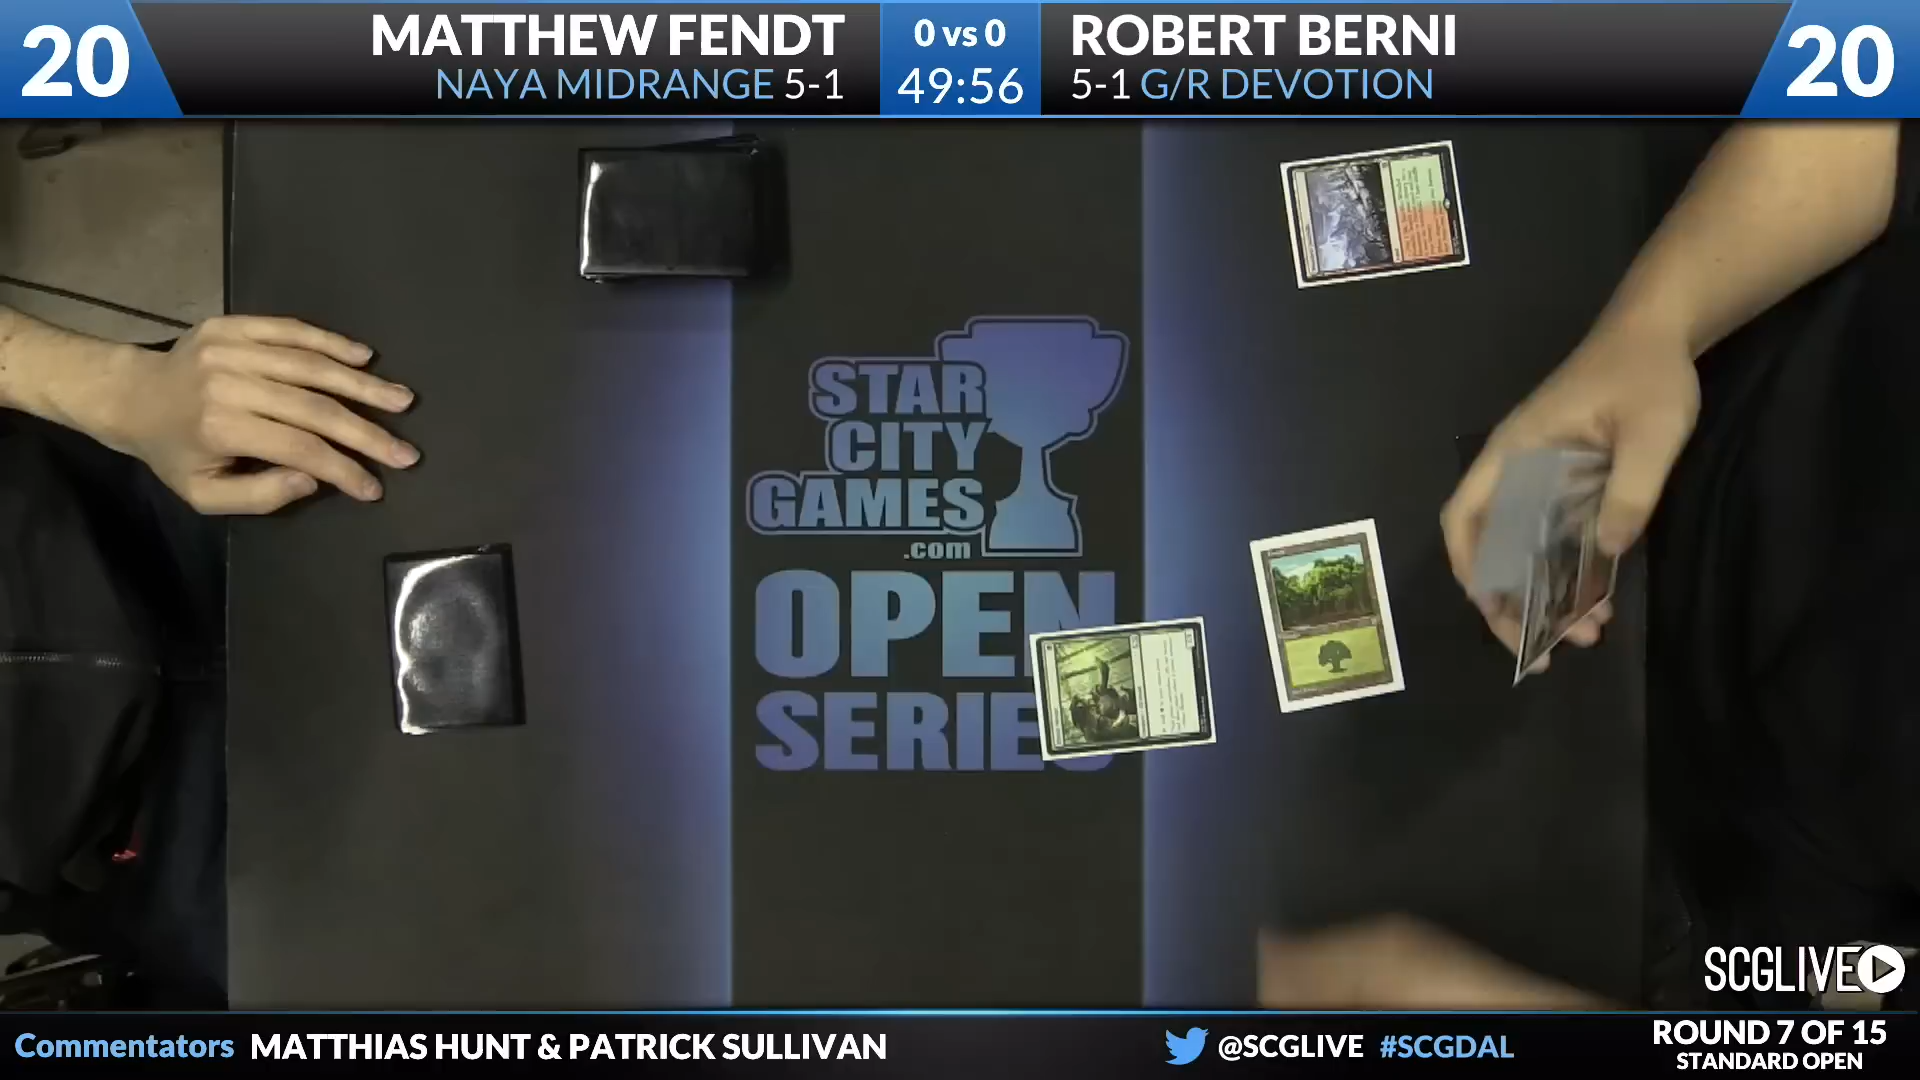 20
MATTHEW FENDT
NAYA MIDRANGE 5-1
0 vs 0
49:56
ROBERT BERNI
5-1 G/R DEVOTION
20
STAR
CITY
GAMES
.com
OPEN
SERIES
SCGLIVE
Commentators MATTHIAS HUNT & PATRICK SULLIVAN
@SCGLIVE #SCGDAL
ROUND 7 OF 15
STANDARD OPEN